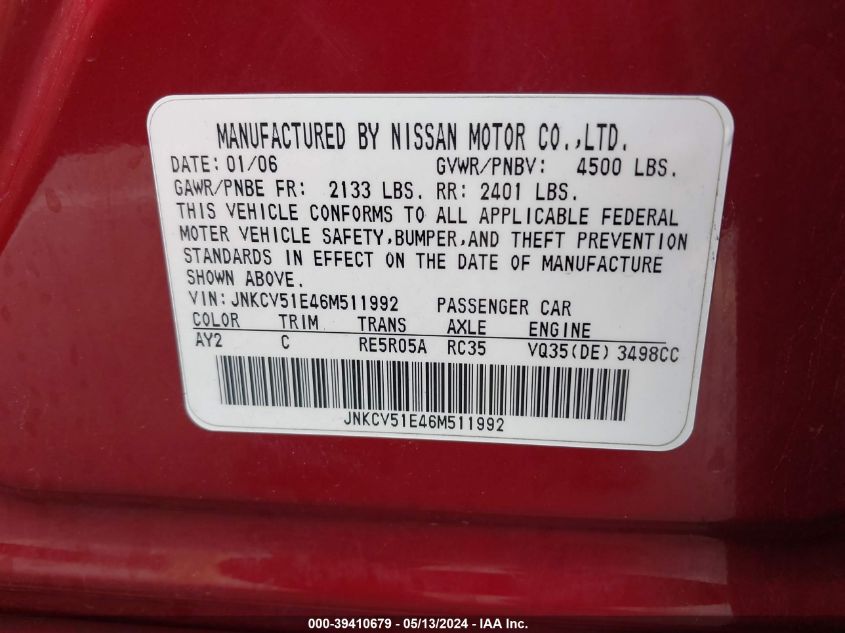 MANUFACTURED BY NISSAN MOTOR CO.,LTD.
DATE: 01/06 GVWR/PNBV: 4500 LBS.
GAWR/PNBE FR: 2133 LBS. RR: 2401 LBS.
THIS VEHICLE CONFORMS TO ALL APPLICABLE FEDERAL
MOTER VEHICLE SAFETY,BUMPER,AND THEFT PREVENTION
STANDARDS IN EFFECT ON THE DATE OF MANUFACTURE
SHOWN ABOVE.
VIN: JNKCV51E46M511992 PASSENGER CAR
COLOR TRIM TRANS AXLE ENGINE
AY2 C RE5R05A RC35 VQ35(DE) 3498CC
JNKCV51E46M511992
000-39410679 - 05/13/2024 - IAA Inc.